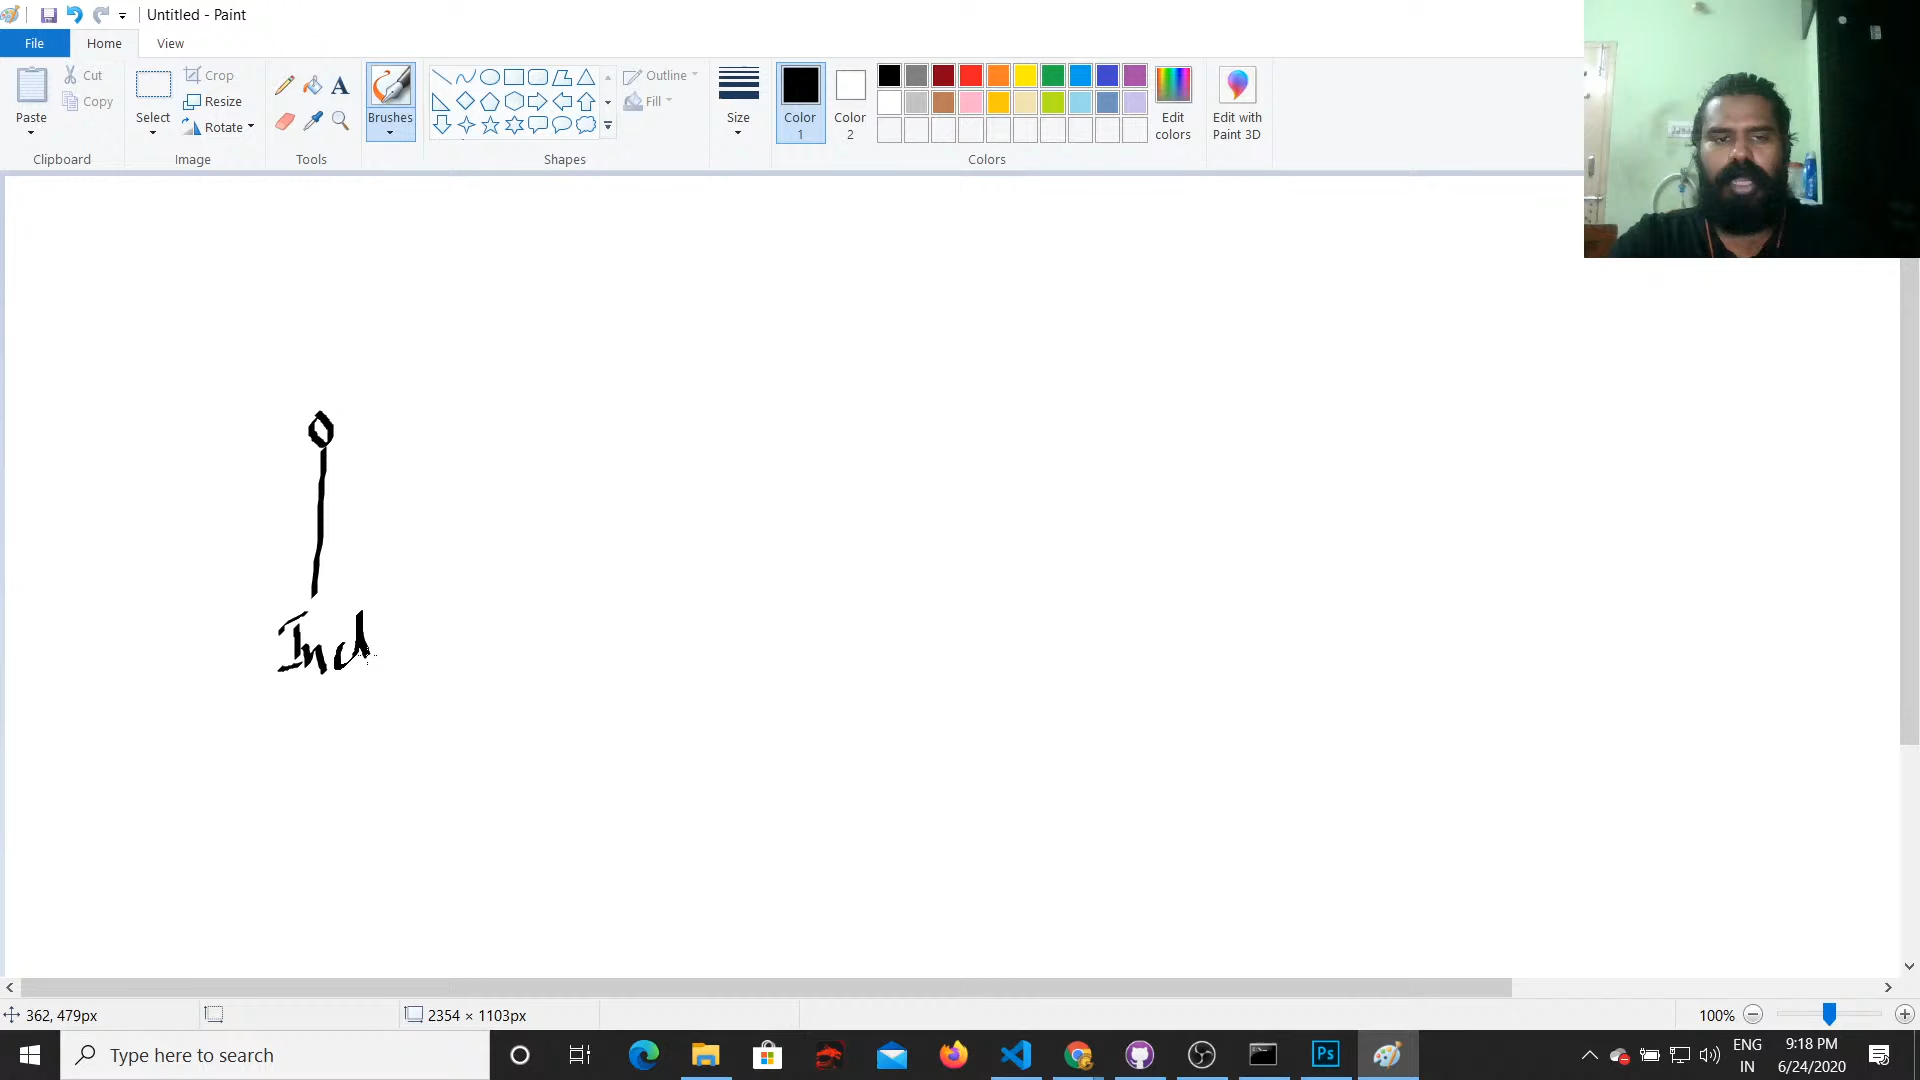 Untitled - Paint
File Home View
Paste
Cut
Copy
Clipboard
Select
Crop
Resize
Rotate
Image
A
Tools
Brushes
Outline
Fill
Shapes
Size
Color 1
Color 2
Edit colors
Colors
Edit with Paint 3D
Ind
362, 479px
2354 × 1103px
100%
Type here to search
Ps
ENG
IN
9:18 PM
6/24/2020